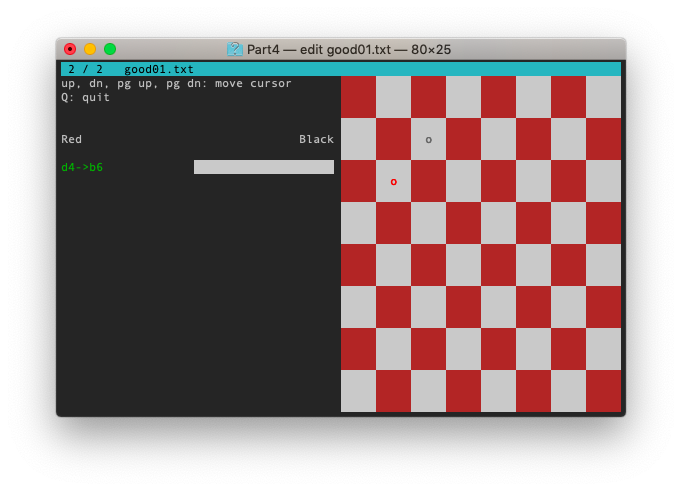 Part4 — edit good01.txt — 80×25
2 / 2 good01.txt
up, dn, pg up, pg dn: move cursor
Q: quit
Red Black
o
d4->b6
o